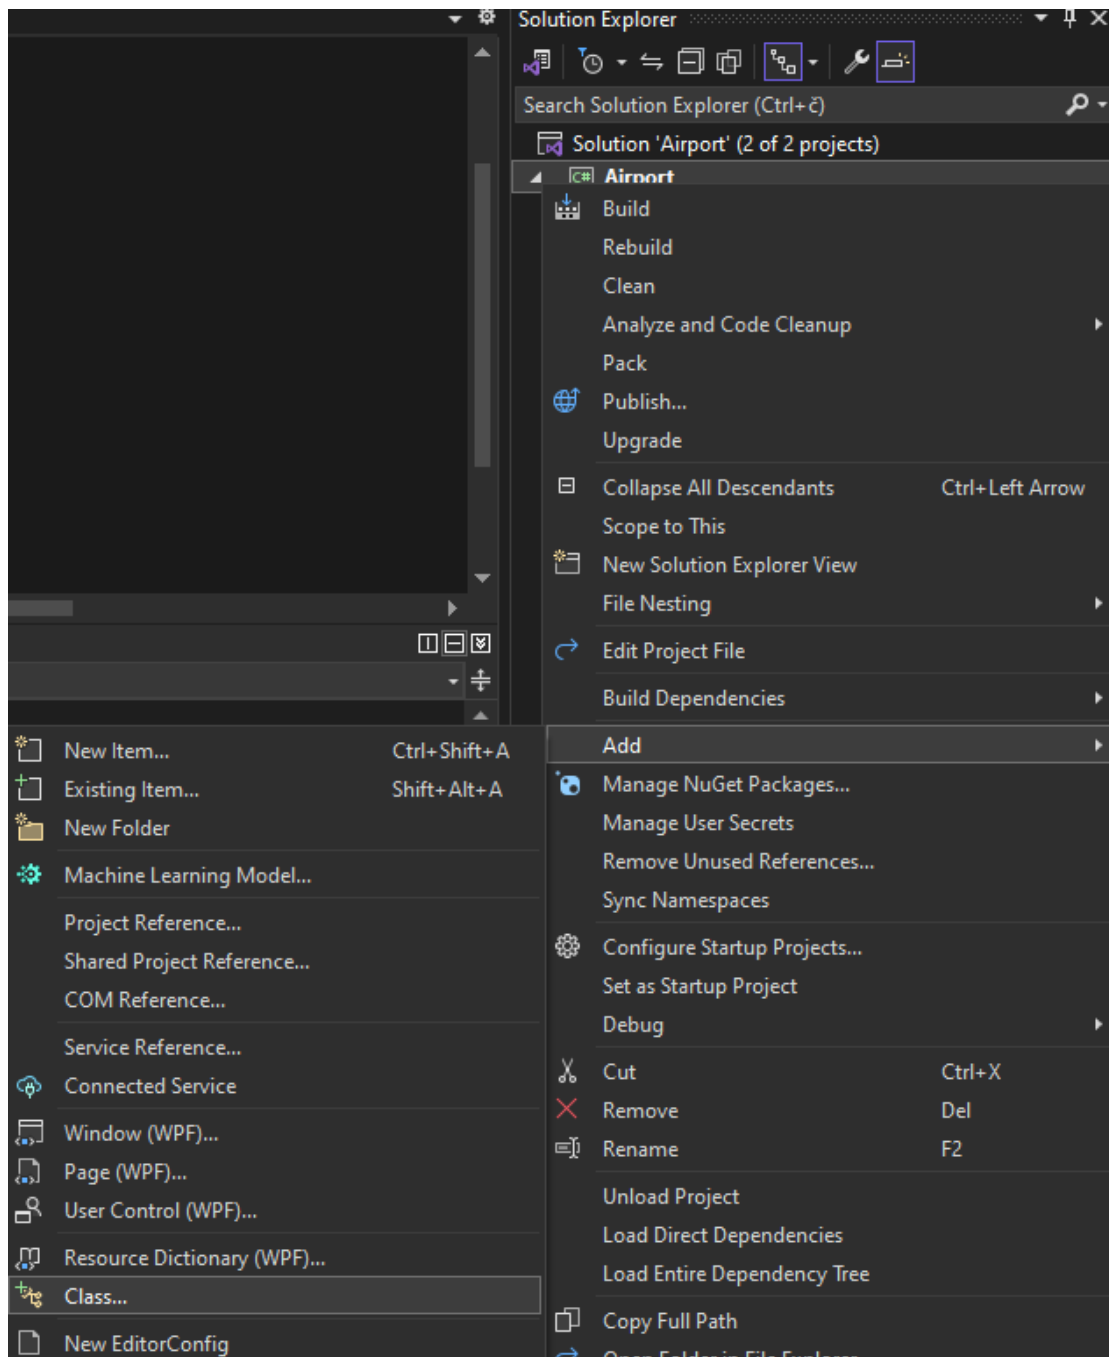 Solution Explorer
Search Solution Explorer (Ctrl+č)
Solution 'Airport' (2 of 2 projects)
C# Airport
Build
Rebuild
Clean
Analyze and Code Cleanup
Pack
Publish...
Upgrade
Collapse All Descendants Ctrl+Left Arrow
Scope to This
New Solution Explorer View
File Nesting
Edit Project File
Build Dependencies
Add
Manage NuGet Packages...
Manage User Secrets
Remove Unused References...
Sync Namespaces
Configure Startup Projects...
Set as Startup Project
Debug
Cut Ctrl+X
Remove Del
Rename F2
Unload Project
Load Direct Dependencies
Load Entire Dependency Tree
Copy Full Path
Open Folder in File Explorer
New Item... Ctrl+Shift+A
Existing Item... Shift+Alt+A
New Folder
Machine Learning Model...
Project Reference...
Shared Project Reference...
COM Reference...
Service Reference...
Connected Service
Window (WPF)...
Page (WPF)...
User Control (WPF)...
Resource Dictionary (WPF)...
Class...
New EditorConfig